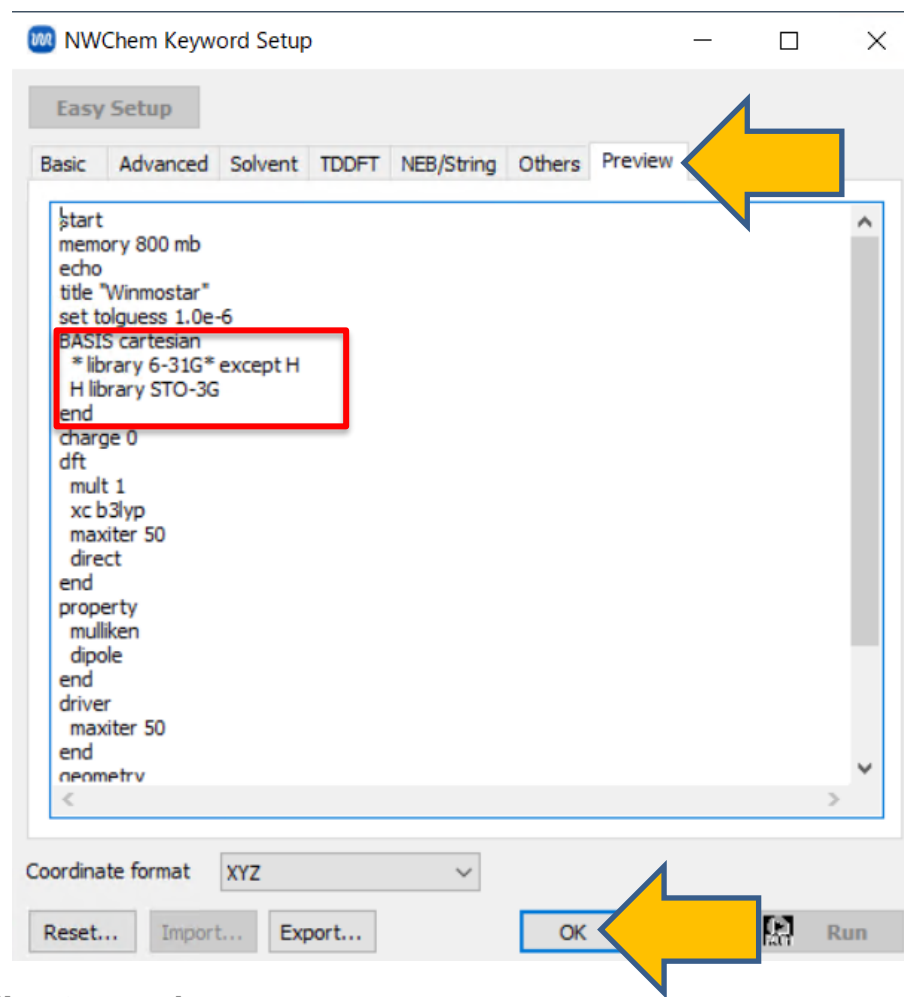 NWChem Keyword Setup
Easy Setup
Basic Advanced Solvent TDDFT NEB/String Others Preview
start
memory 800 mb
echo
title "Winmostar"
set tolguess 1.0e-6
BASIS cartesian
* library 6-31G* except H
H library STO-3G
end
charge 0
dft
mult 1
xc b3lyp
maxiter 50
direct
end
property
mulliken
dipole
end
driver
maxiter 50
end
geometry
Coordinate format XYZ
Reset... Import... Export... OK Run